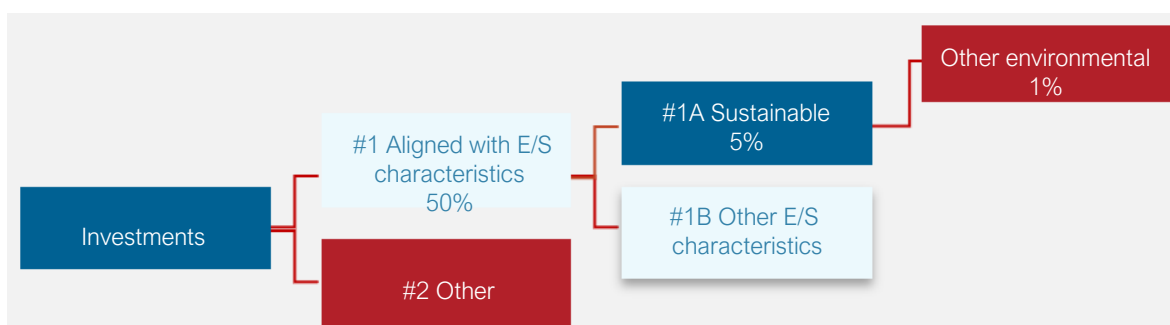 Investments
#1 Aligned with E/S
characteristics
50%
#2 Other
#1A Sustainable
5%
#1B Other E/S
characteristics
Other environmental
1%